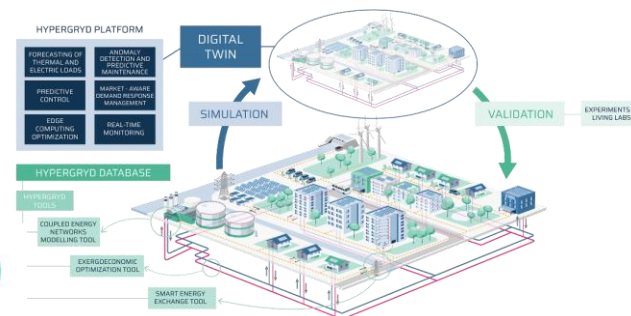 HYPERGRYD PLATFORM
FORECASTING OF
THERMAL AND
ELECTRIC LOADS
ANOMALY
DETECTION AND
PREDICTIVE
MAINTENANCE
PREDICTIVE
CONTROL
MARKET - AWARE
DEMAND RESPONSE
MANAGEMENT
EDGE
COMPUTING
OPTIMIZATION
REAL-TIME
MONITORING
DIGITAL
TWIN
SIMULATION
VALIDATION
EXPERIMENTS
LIVING LABS
HYPERGRYD DATABASE
HYPERGRYD
TOOLS
COUPLED ENERGY
NETWORKS
MODELLING TOOL
EXERGOECONOMIC
OPTIMIZATION TOOL
SMART ENERGY
EXCHANGE TOOL